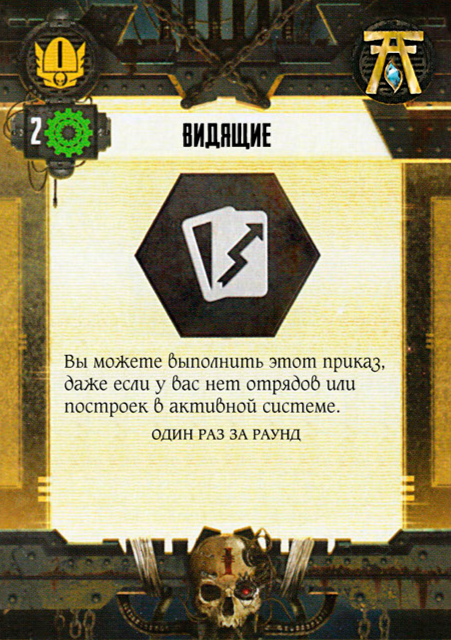 2
ВИДЯЩИЕ
Вы можете выполнить этот приказ,
даже если у вас нет отрядов или
построек в активной системе.
ОДИН РАЗ ЗА РАУНД
I